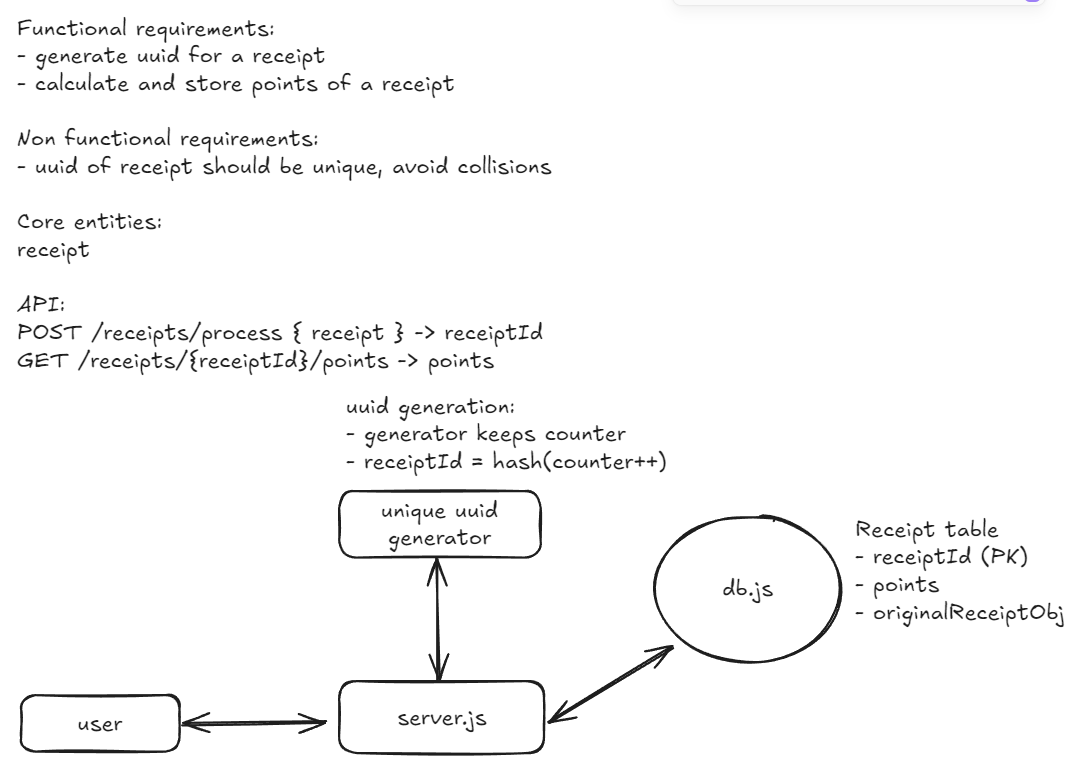 Functional requirements:
- generate uuid for a receipt
- calculate and store points of a receipt
Non functional requirements:
- uuid of receipt should be unique, avoid collisions
Core entities:
receipt
API:
POST /receipts/process { receipt } -> receiptId
GET /receipts/{receiptId}/points -> points
uuid generation:
- generator keeps counter
- receiptId = hash(counter++)
unique uuid
generator
db.js
Receipt table
- receiptId (PK)
- points
- originalReceiptObj
user
server.js